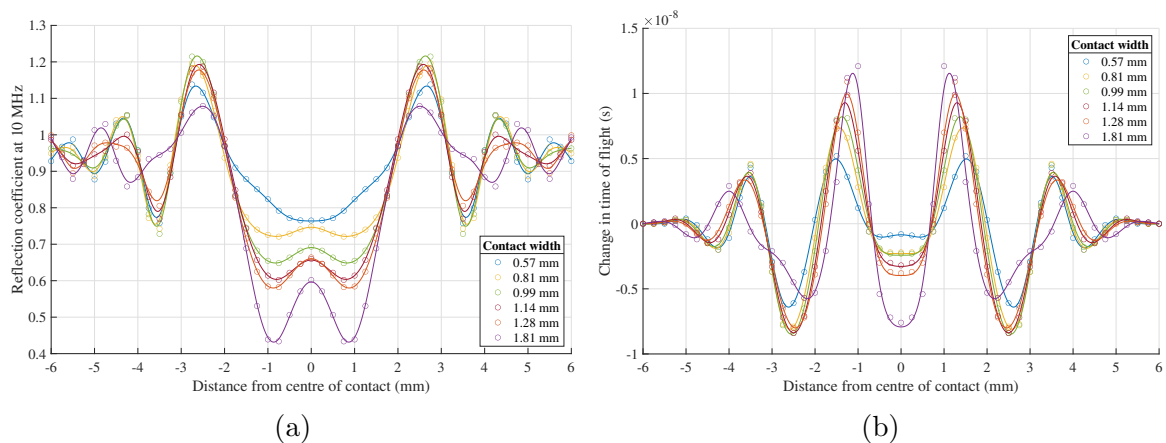 1.3
1.2
1.1
1
0.9
0.8
0.7
0.6
0.5
0.4
Reflection coefficient at 10 MHz
-6 -5 -4 -3 -2 -1 0 1 2 3 4 5 6
Distance from centre of contact (mm)
Contact width
0.57 mm
0.81 mm
0.99 mm
1.14 mm
1.28 mm
1.81 mm
(a)
×10⁻⁸
1.5
1
0.5
0
-0.5
-1
Change in time of flight (s)
-6 -5 -4 -3 -2 -1 0 1 2 3 4 5 6
Distance from centre of contact (mm)
Contact width
0.57 mm
0.81 mm
0.99 mm
1.14 mm
1.28 mm
1.81 mm
(b)